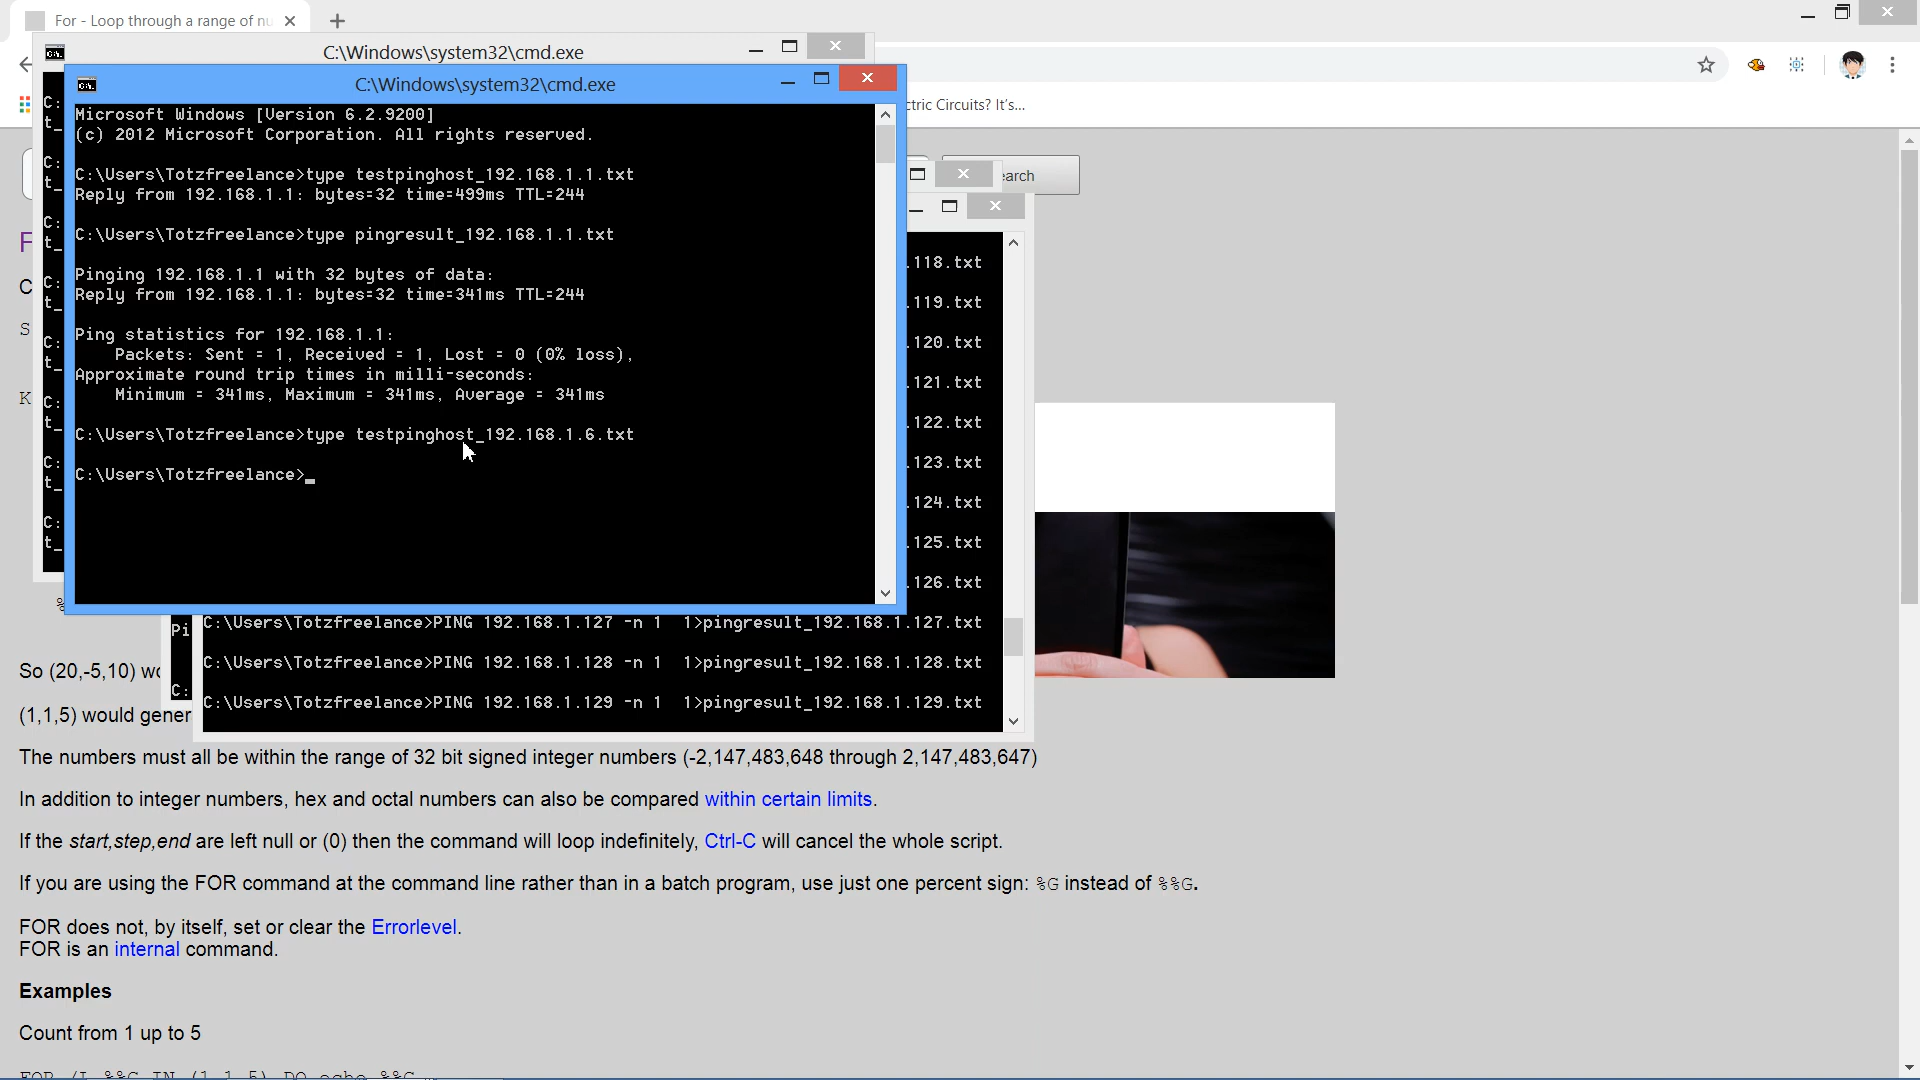 For - Loop through a range of nu
C:\Windows\system32\cmd.exe
C:\Windows\system32\cmd.exe
ctric Circuits? It's...
Microsoft Windows [Version 6.2.9200]
(c) 2012 Microsoft Corporation. All rights reserved.
C:\Users\Totzfreelance>type testpinghost_192.168.1.1.txt
Reply from 192.168.1.1: bytes=32 time=499ms TTL=244
C:\Users\Totzfreelance>type pingresult_192.168.1.1.txt
Pinging 192.168.1.1 with 32 bytes of data:
Reply from 192.168.1.1: bytes=32 time=341ms TTL=244
Ping statistics for 192.168.1.1:
Packets: Sent = 1, Received = 1, Lost = 0 (0% loss),
Approximate round trip times in milli-seconds:
Minimum = 341ms, Maximum = 341ms, Average = 341ms
C:\Users\Totzfreelance>type testpinghost_192.168.1.6.txt
C:\Users\Totzfreelance>_
earch
.118.txt
.119.txt
.120.txt
.121.txt
.122.txt
.123.txt
.124.txt
.125.txt
.126.txt
C:\Users\Totzfreelance>PING 192.168.1.127 -n 1 1>pingresult_192.168.1.127.txt
C:\Users\Totzfreelance>PING 192.168.1.128 -n 1 1>pingresult_192.168.1.128.txt
C:\Users\Totzfreelance>PING 192.168.1.129 -n 1 1>pingresult_192.168.1.129.txt
Pi
C:
So (20,-5,10) wo
(1,1,5) would gener
The numbers must all be within the range of 32 bit signed integer numbers (-2,147,483,648 through 2,147,483,647)
In addition to integer numbers, hex and octal numbers can also be compared within certain limits.
If the start,step,end are left null or (0) then the command will loop indefinitely, Ctrl-C will cancel the whole script.
If you are using the FOR command at the command line rather than in a batch program, use just one percent sign: %G instead of %%G.
FOR does not, by itself, set or clear the Errorlevel.
FOR is an internal command.
Examples
Count from 1 up to 5
FOR /L %%G IN (1,1,5) DO echo %%G